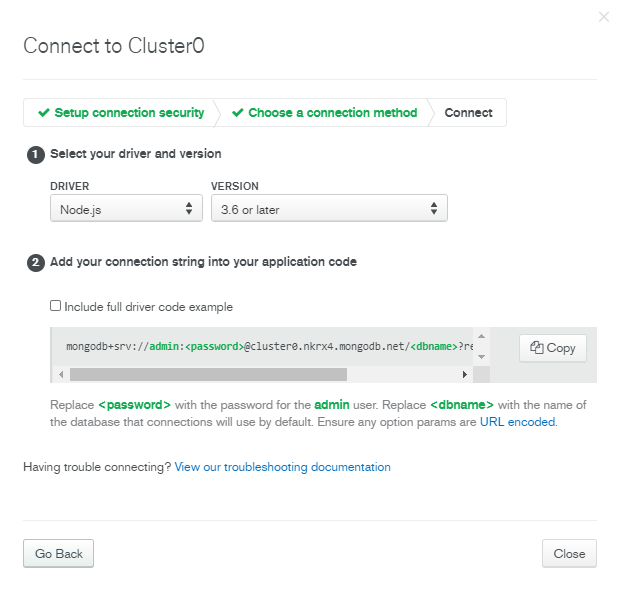 Connect to Cluster0
Setup connection security
Choose a connection method
Connect
1 Select your driver and version
DRIVER
VERSION
Node.js
3.6 or later
2 Add your connection string into your application code
Include full driver code example
mongodb+srv://admin:<password>@cluster0.nkrx4.mongodb.net/<dbname>?re
Copy
Replace <password> with the password for the admin user. Replace <dbname> with the name of
the database that connections will use by default. Ensure any option params are URL encoded.
Having trouble connecting? View our troubleshooting documentation
Go Back
Close